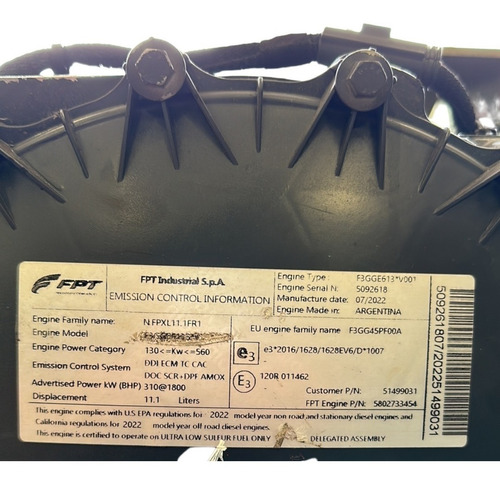 FPT
FPT Industrial S.p.A.
EMISSION CONTROL INFORMATION
Engine Type : F3GGE613*V001
Engine Serial N: 5092618
Manufacture date: 07/2022
Engine Made in: ARGENTINA
Engine Family name: NFPXL11.1FR1
Engine Model
Engine Power Category 130<=Kw<=560
Emission Control System DDI ECM TC CAC
DOC SCR+DPF AMOX
Advertised Power kW (BHP) 310@1800
Displacement 11.1 Liters
EU engine family name F3GG45PF00A
e3 e3*2016/1628/1628EV6/D*1007
E3 120R 011462
Customer P/N: 51499031
FPT Engine P/N: 5802733454
This engine complies with U.S EPA regulations for 2022 model year non road and stationary diesel engines and
California regulations for 2022 model year off road diesel engines.
This engine is certified to operate on ULTRA LOW SULFUR FUEL ONLY DELEGATED ASSEMBLY
509261807/202251499031